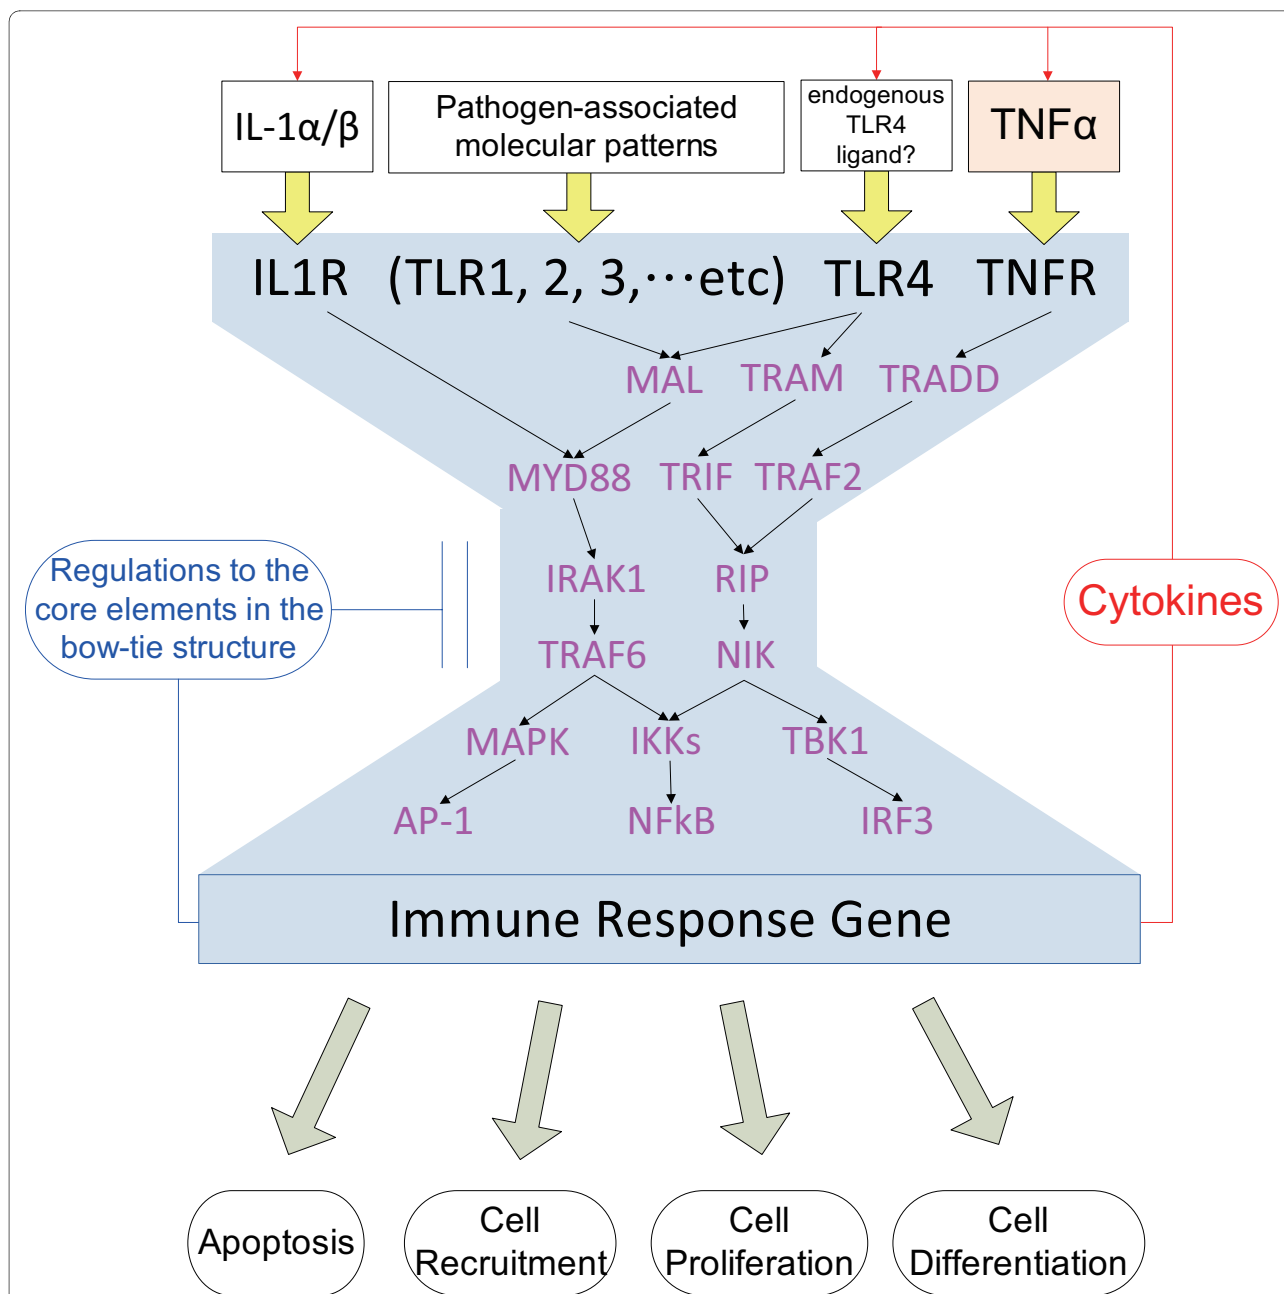 IL-1α/β
Pathogen-associated
molecular patterns
endogenous
TLR4
ligand?
TNFα
IL1R (TLR1, 2, 3,⋯etc) TLR4 TNFR
MAL TRAM TRADD
MYD88 TRIF TRAF2
Regulations to the
core elements in the
bow-tie structure
IRAK1 RIP
Cytokines
TRAF6 NIK
MAPK IKKs TBK1
AP-1 NFkB IRF3
Immune Response Gene
Apoptosis
Cell
Recruitment
Cell
Proliferation
Cell
Differentiation